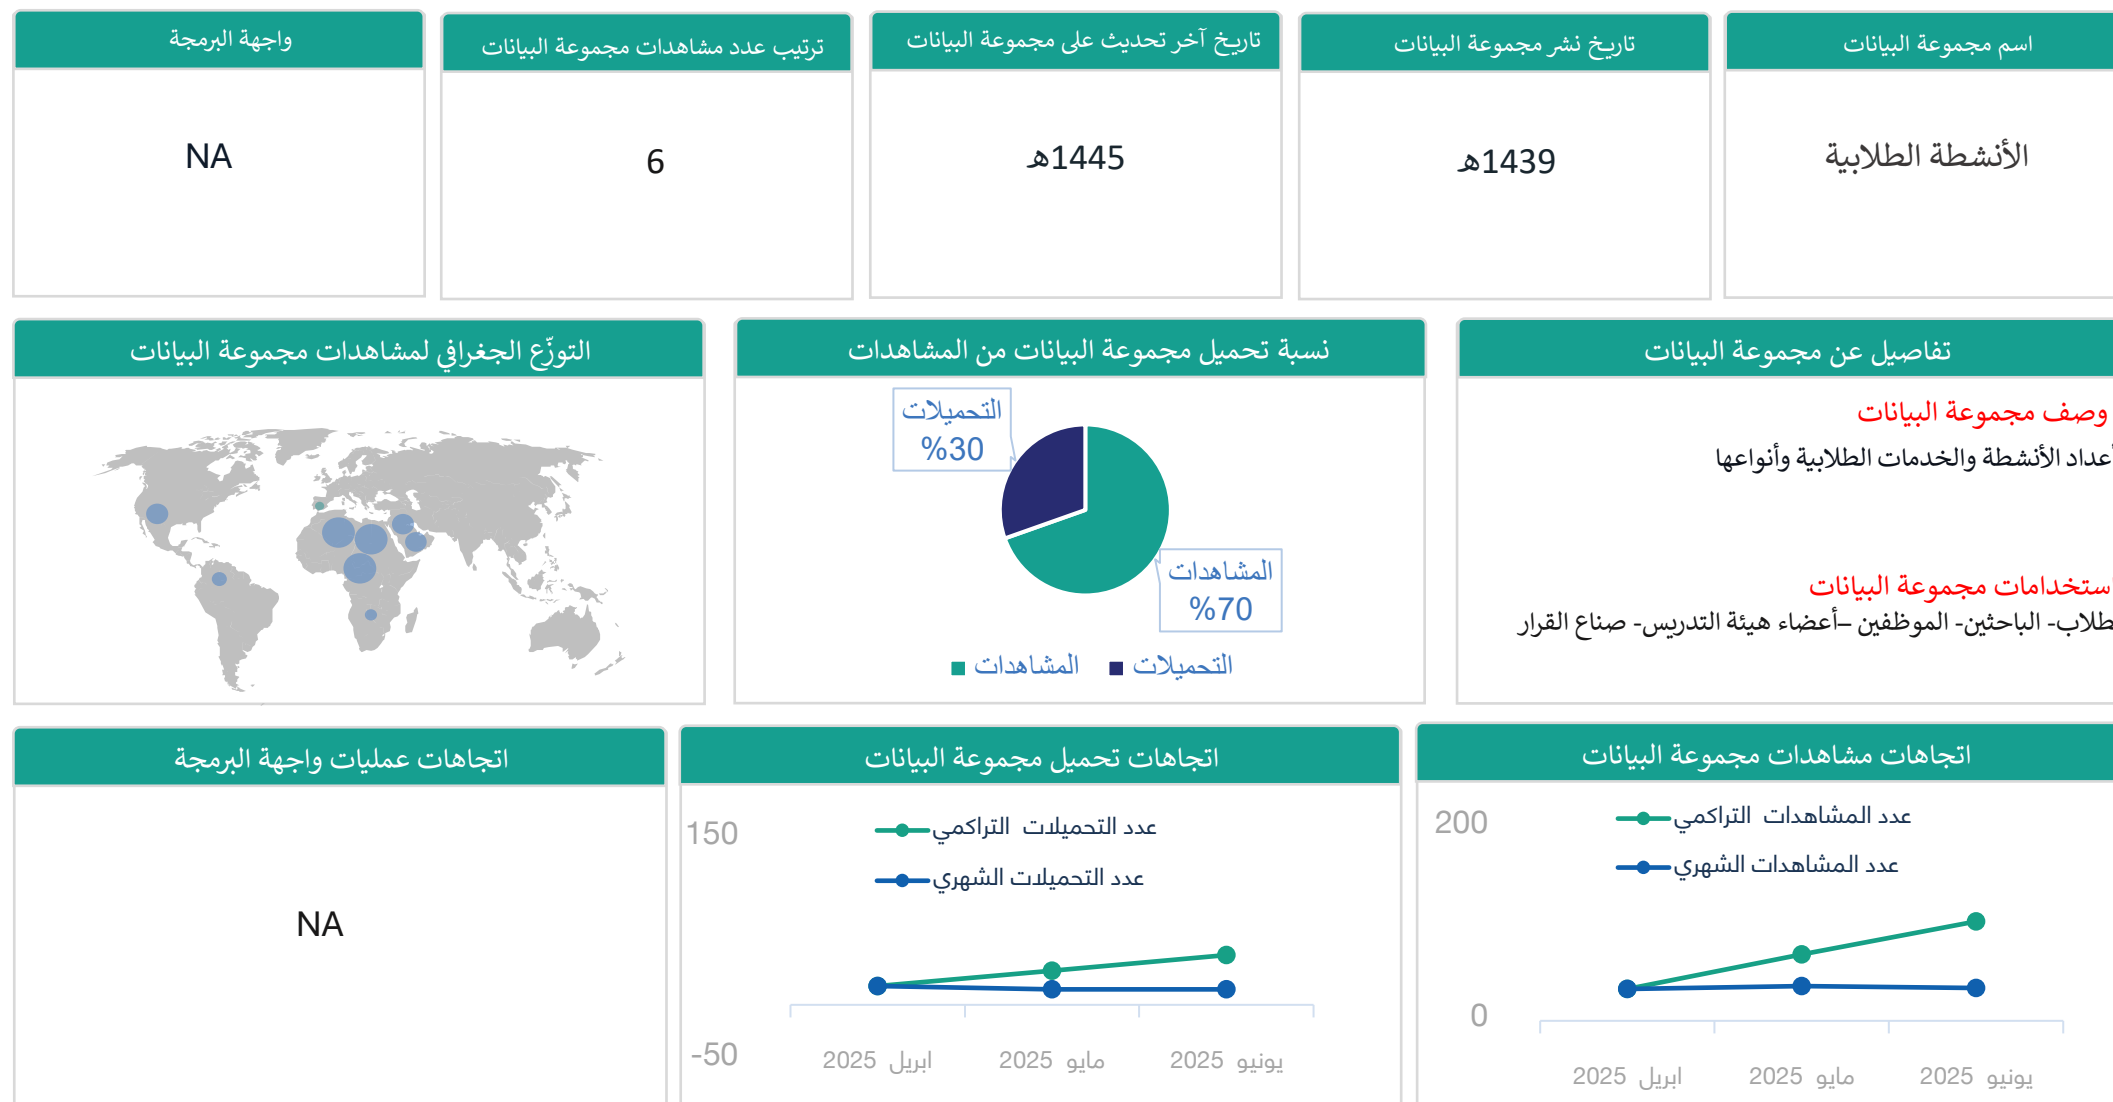 اسم مجموعة البيانات
الأنشطة الطلابية
تاريخ نشر مجموعة البيانات
1439هـ
تاريخ آخر تحديث على مجموعة البيانات
1445هـ
ترتيب عدد مشاهدات مجموعة البيانات
6
واجهة البرمجة
NA
تفاصيل عن مجموعة البيانات
وصف مجموعة البيانات
أعداد الأنشطة والخدمات الطلابية وأنواعها
استخدامات مجموعة البيانات
طلاب- الباحثين- الموظفين –أعضاء هيئة التدريس- صناع القرار
نسبة تحميل مجموعة البيانات من المشاهدات
التحميلات
%30
المشاهدات
%70
المشاهدات التحميلات
التوزّع الجغرافي لمشاهدات مجموعة البيانات
اتجاهات مشاهدات مجموعة البيانات
200
عدد المشاهدات التراكمي
عدد المشاهدات الشهري
0
ابريل 2025 مايو 2025 يونيو 2025
اتجاهات تحميل مجموعة البيانات
150
عدد التحميلات التراكمي
عدد التحميلات الشهري
-50
ابريل 2025 مايو 2025 يونيو 2025
اتجاهات عمليات واجهة البرمجة
NA